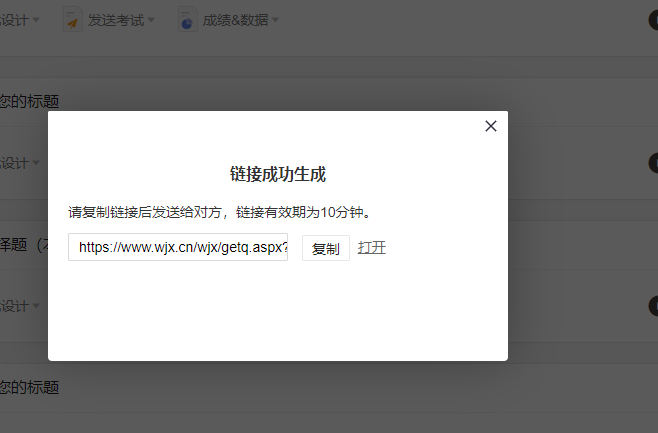 设计 发送考试 成绩&数据
您的标题
链接成功生成
设计
请复制链接后发送给对方，链接有效期为10分钟。
择题（2
https://www.wjx.cn/wjx/getq.aspx? 复制 打开
设计
您的标题